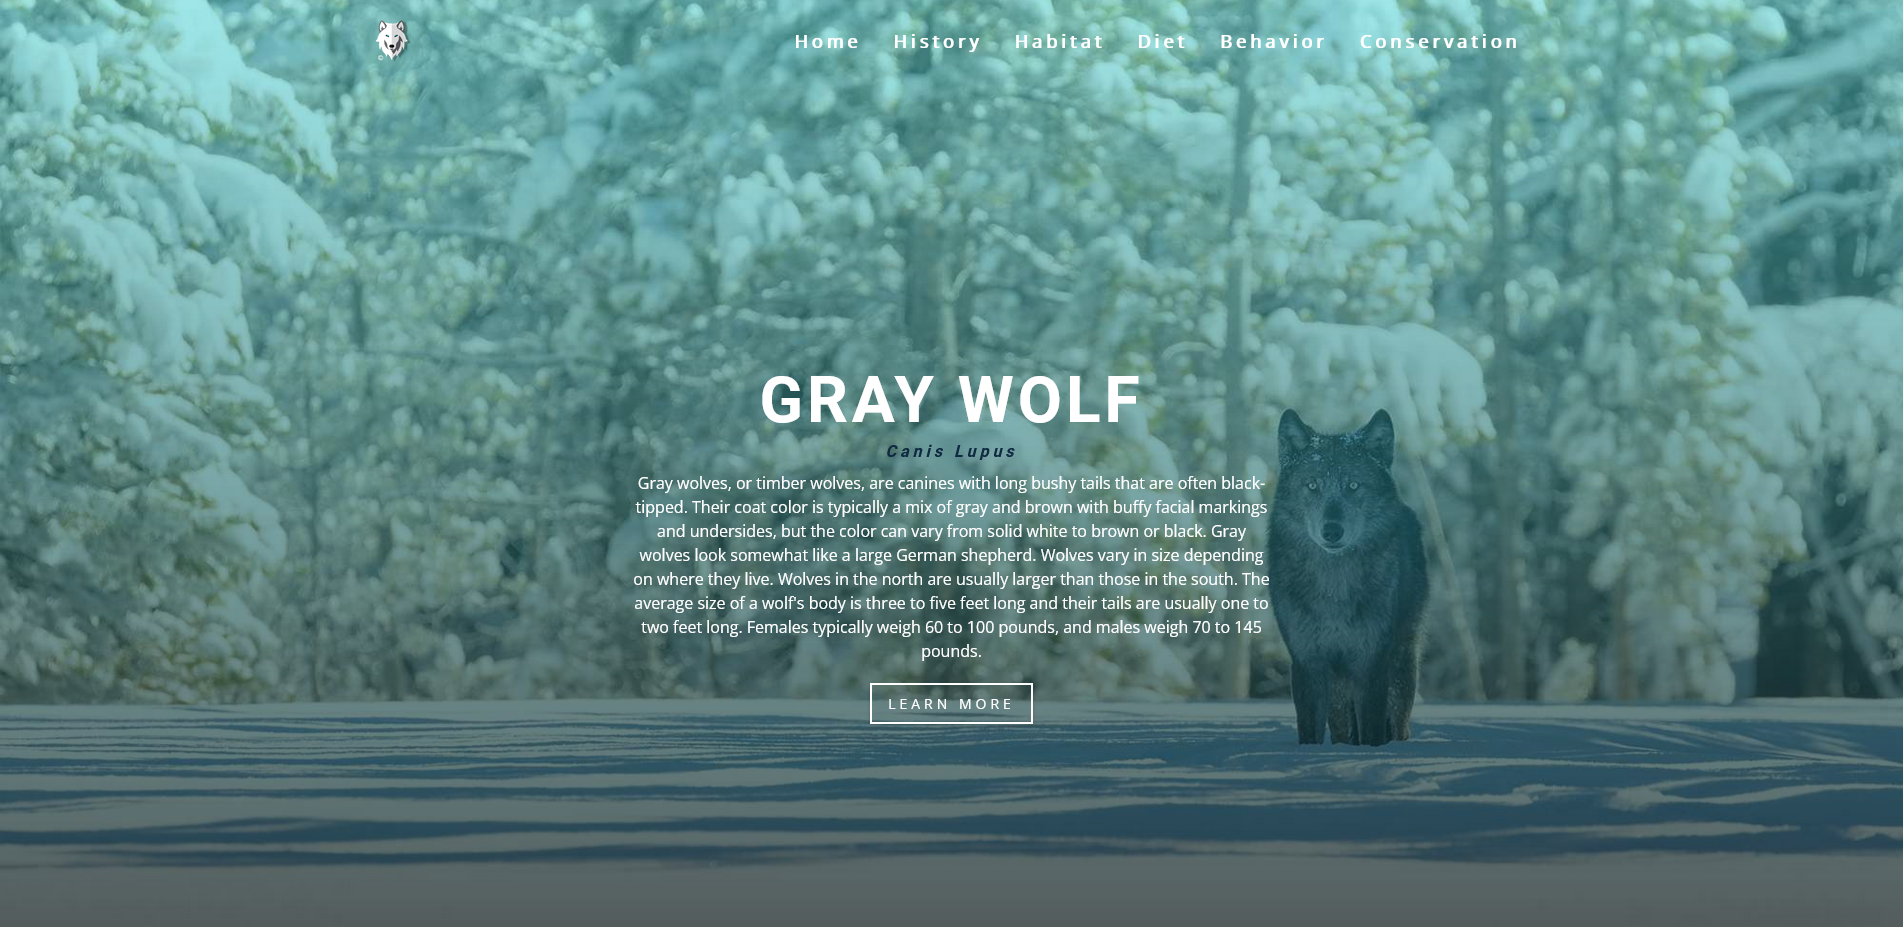 Home History Habitat Diet Behavior Conservation
GRAY WOLF
Canis Lupus
Gray wolves, or timber wolves, are canines with long bushy tails that are often black-
tipped. Their coat color is typically a mix of gray and brown with buffy facial markings
and undersides, but the color can vary from solid white to brown or black. Gray
wolves look somewhat like a large German shepherd. Wolves vary in size depending
on where they live. Wolves in the north are usually larger than those in the south. The
average size of a wolf's body is three to five feet long and their tails are usually one to
two feet long. Females typically weigh 60 to 100 pounds, and males weigh 70 to 145
pounds.
LEARN MORE